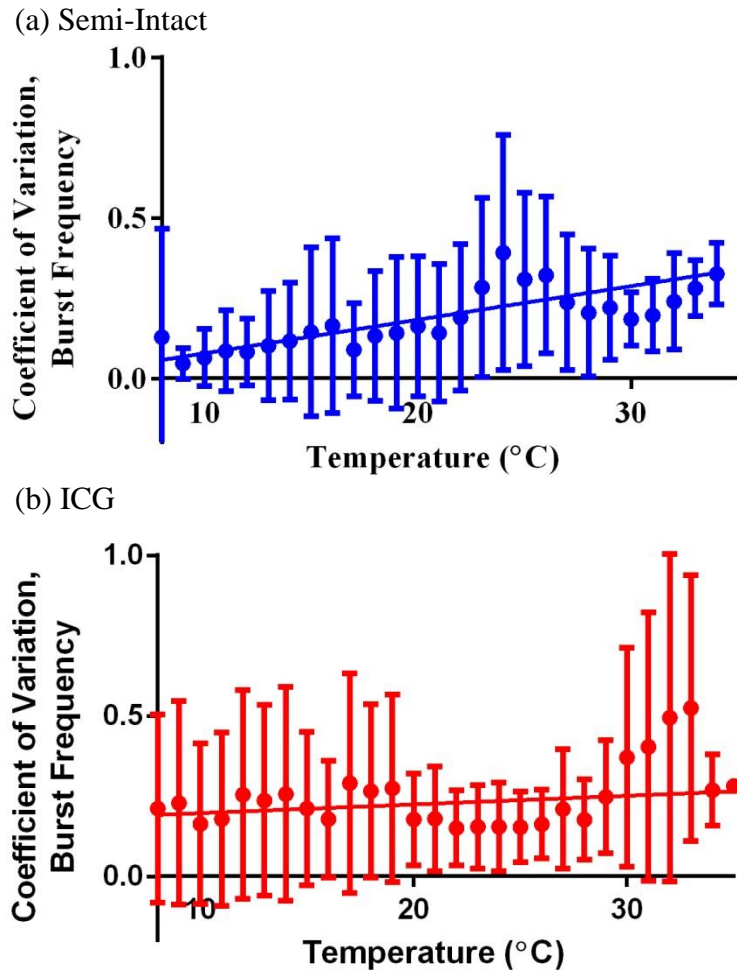 (a) Semi-Intact
Coefficient of Variation,
Burst Frequency
1.0
0.5
0.0
10
20
30
Temperature (°C)
(b) ICG
Coefficient of Variation,
Burst Frequency
1.0
0.5
0.0
10
20
30
Temperature (°C)